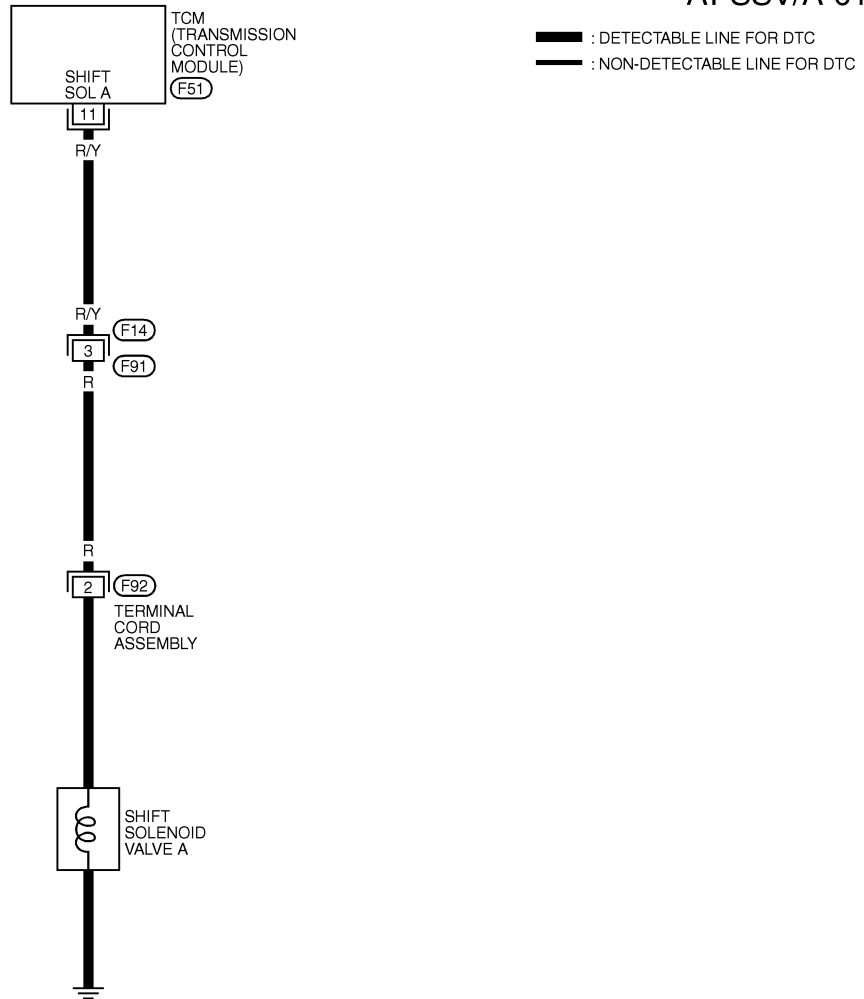 TCM
(TRANSMISSION
CONTROL
MODULE)
F51
SHIFT
SOL A
11
R/Y
R/Y
F14
3
F91
R
R
2
F92
TERMINAL
CORD
ASSEMBLY
SHIFT
SOLENOID
VALVE A
: DETECTABLE LINE FOR DTC
: NON-DETECTABLE LINE FOR DTC